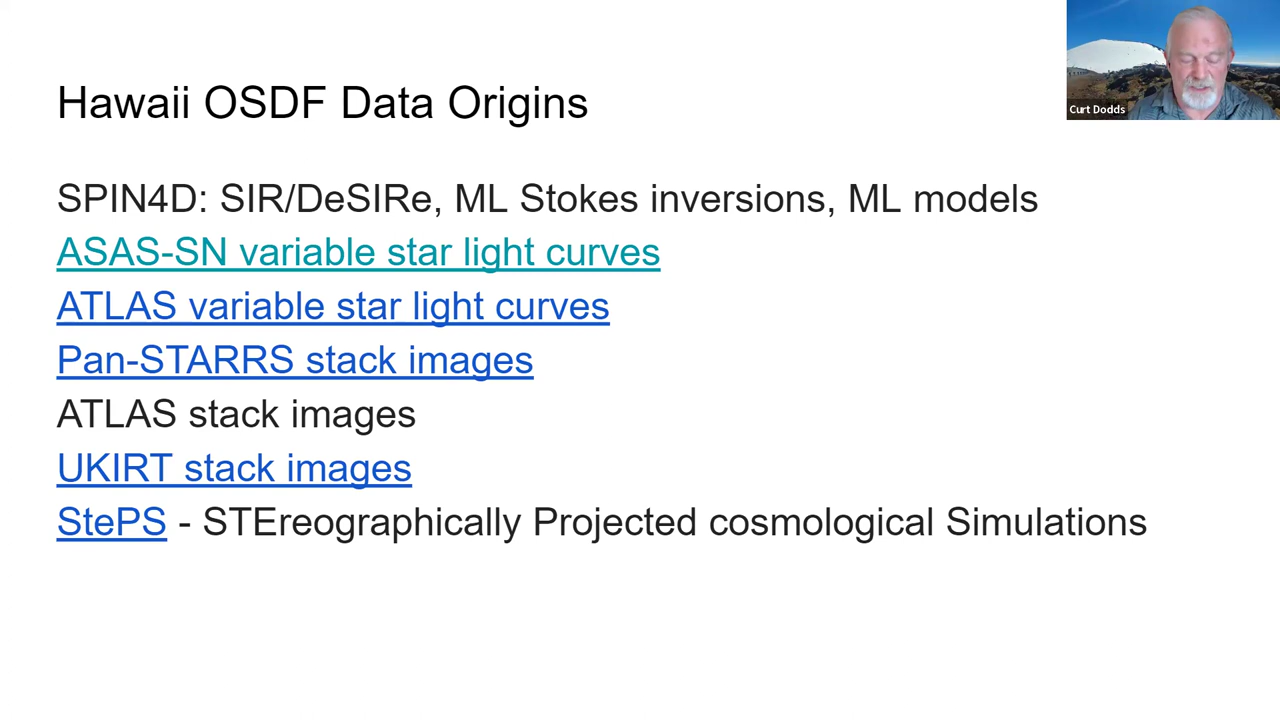 Hawaii OSDF Data Origins
Curt Dodds
SPIN4D: SIR/DeSIRe, ML Stokes inversions, ML models
ASAS-SN variable star light curves
ATLAS variable star light curves
Pan-STARRS stack images
ATLAS stack images
UKIRT stack images
StePS - STEreographically Projected cosmological Simulations